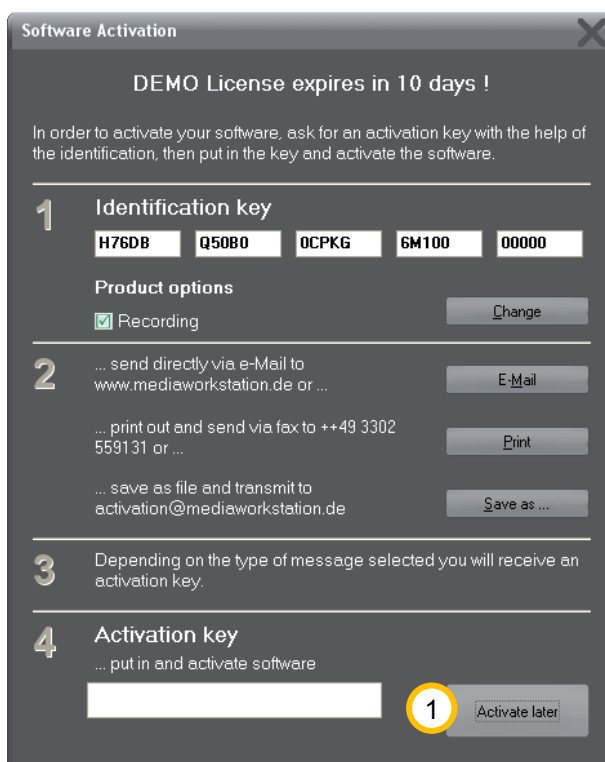 Software Activation
DEMO License expires in 10 days !
In order to activate your software, ask for an activation key with the help of
the identification, then put in the key and activate the software.
1 Identification key
H76DB Q50B0 0CPKG 6M100 00000
Product options
Recording Change
2 ... send directly via e-Mail to
www.mediaworkstation.de or ... E-Mail
... print out and send via fax to ++49 3302
559131 or ... Print
... save as file and transmit to
activation@mediaworkstation.de Save as ...
3 Depending on the type of message selected you will receive an
activation key.
4 Activation key
... put in and activate software
1 Activate later